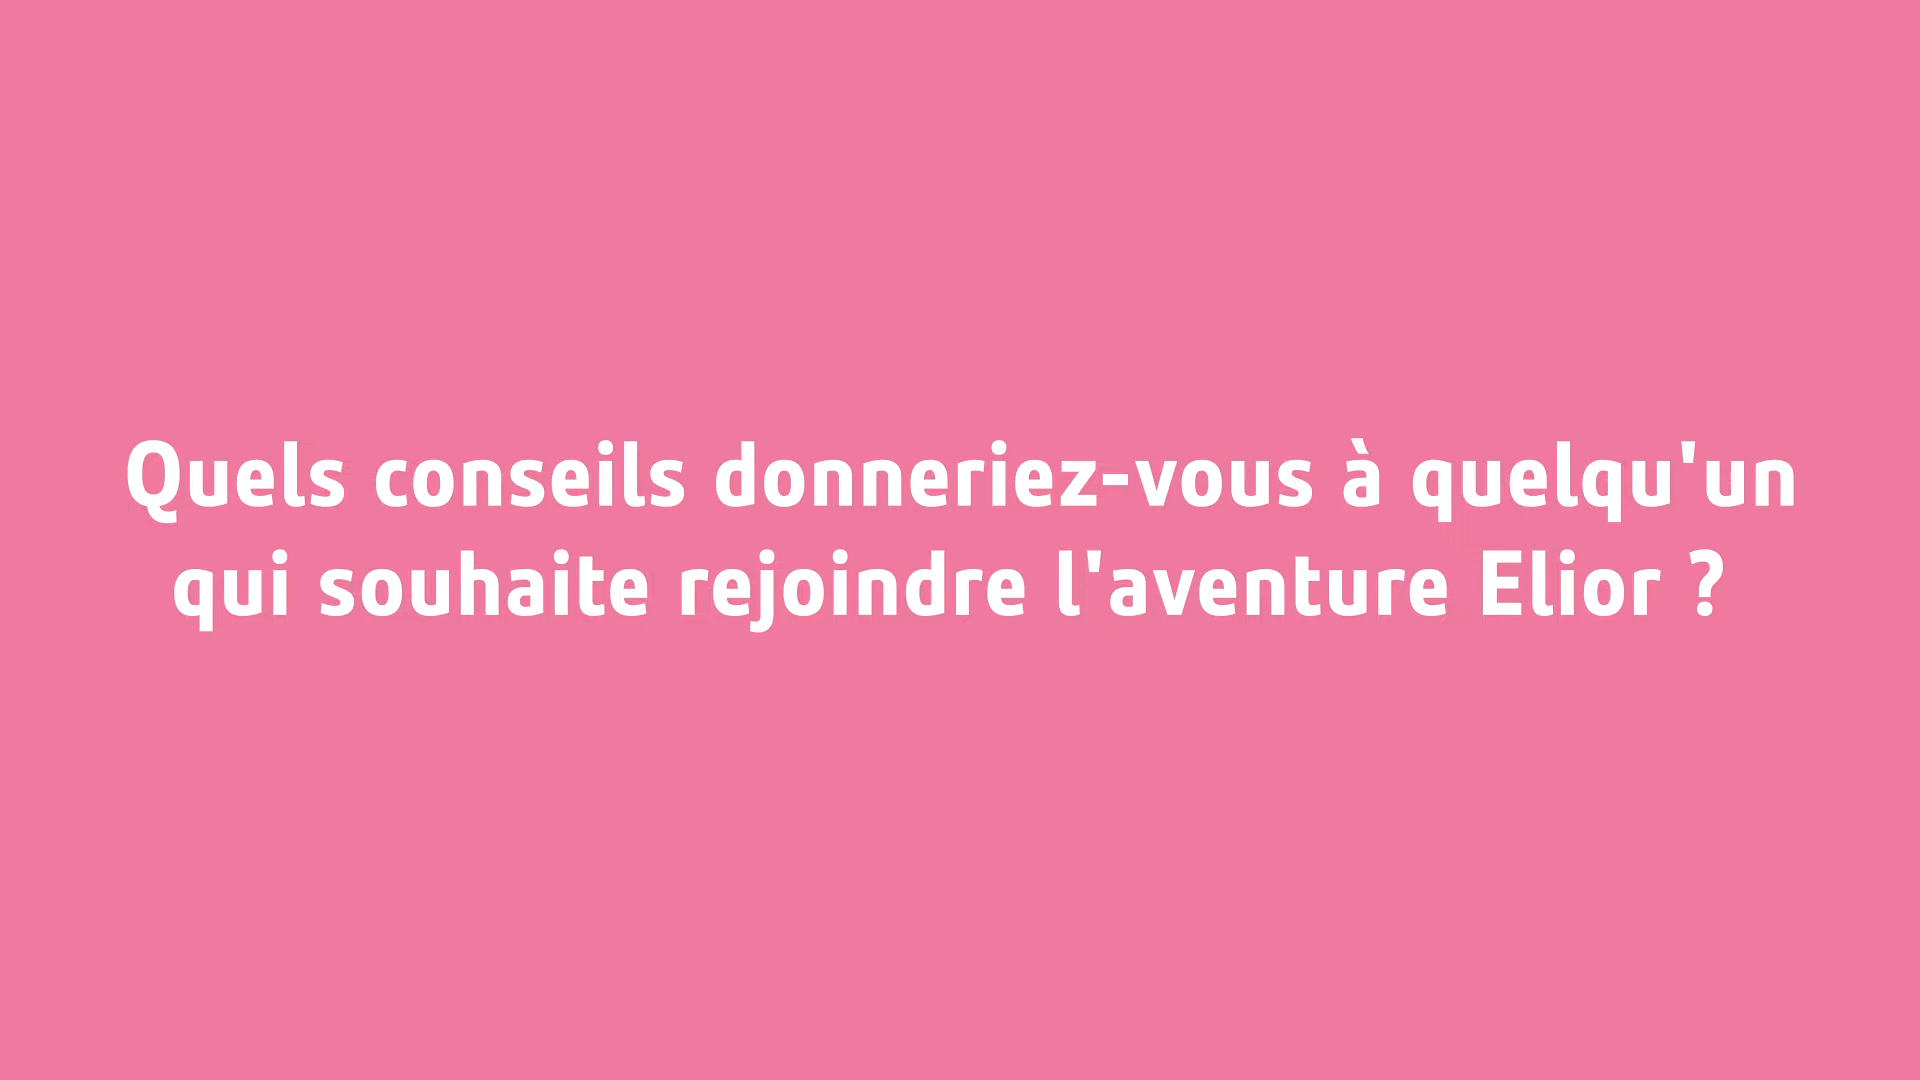 Quels conseils donneriez-vous à quelqu'un
qui souhaite rejoindre l'aventure Elior ?